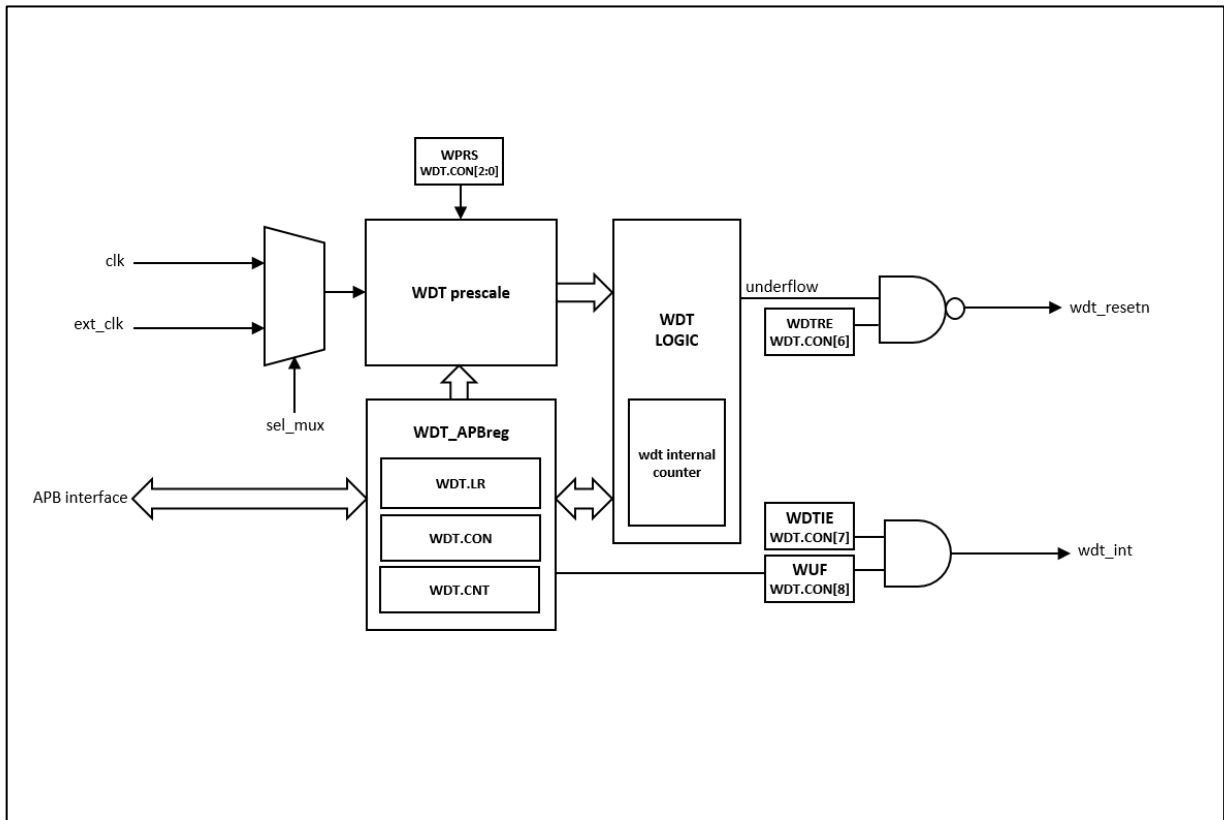 WPRS
WDT.CON[2:0]
clk
ext_clk
sel_mux
WDT prescale
WDT
LOGIC
wdt internal
counter
underflow
WDTRE
WDT.CON[6]
wdt_resetn
APB interface
WDT_APBreg
WDT.LR
WDT.CON
WDT.CNT
WDTIE
WDT.CON[7]
WUF
WDT.CON[8]
wdt_int